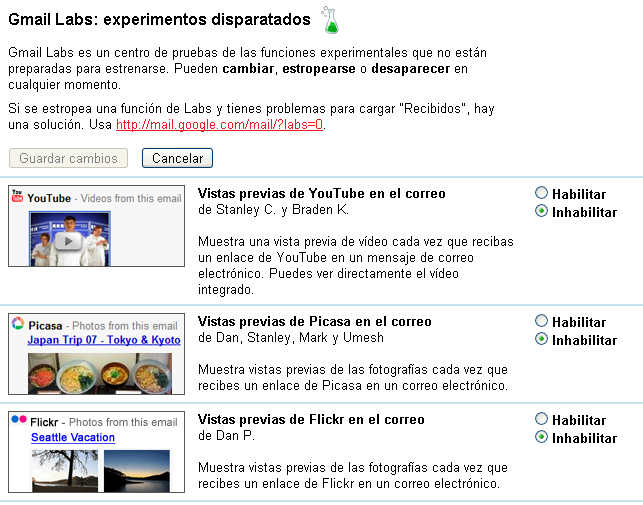 Gmail Labs: experimentos disparatados
Gmail Labs es un centro de pruebas de las funciones experimentales que no están
preparadas para estrenarse. Pueden cambiar, estropearse o desaparecer en
cualquier momento.
Si se estropea una función de Labs y tienes problemas para cargar "Recibidos", hay
una solución. Usa http://mail.google.com/mail/?labs=0.
Guardar cambios Cancelar
You Tube YouTube - Videos from this email
Vistas previas de YouTube en el correo
de Stanley C. y Braden K.
Muestra una vista previa de vídeo cada vez que recibas
un enlace de YouTube en un mensaje de correo
electrónico. Puedes ver directamente el vídeo
integrado.
Habilitar
Inhabilitar
Picasa - Photos from this email
Japan Trip 07 - Tokyo & Kyoto
Vistas previas de Picasa en el correo
de Dan, Stanley, Mark y Umesh
Muestra vistas previas de las fotografías cada vez que
recibes un enlace de Picasa en un correo electrónico.
Habilitar
Inhabilitar
Flickr - Photos from this email
Seattle Vacation
Vistas previas de Flickr en el correo
de Dan P.
Muestra vistas previas de las fotografías cada vez que
recibes un enlace de Flickr en un correo electrónico.
Habilitar
Inhabilitar